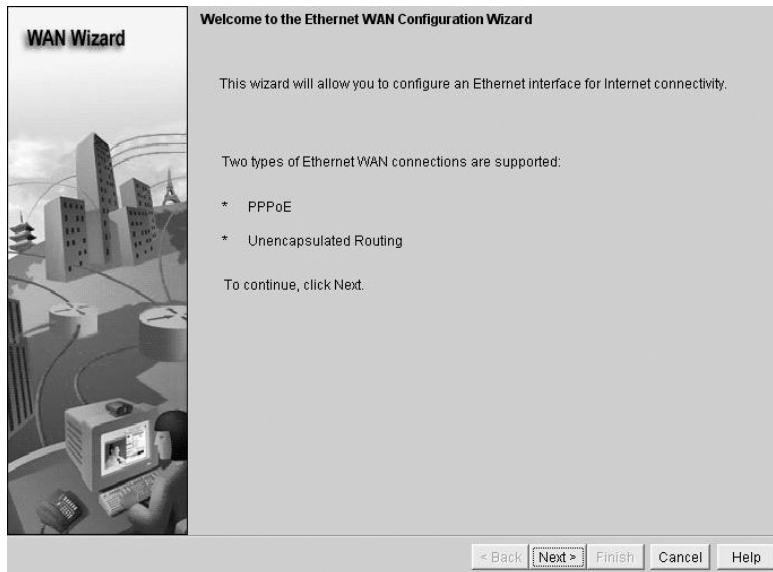 WAN Wizard
Welcome to the Ethernet WAN Configuration Wizard
This wizard will allow you to configure an Ethernet interface for Internet connectivity.
Two types of Ethernet WAN connections are supported:
* PPPoE
* Unencapsulated Routing
To continue, click Next.
< Back Next > Finish Cancel Help